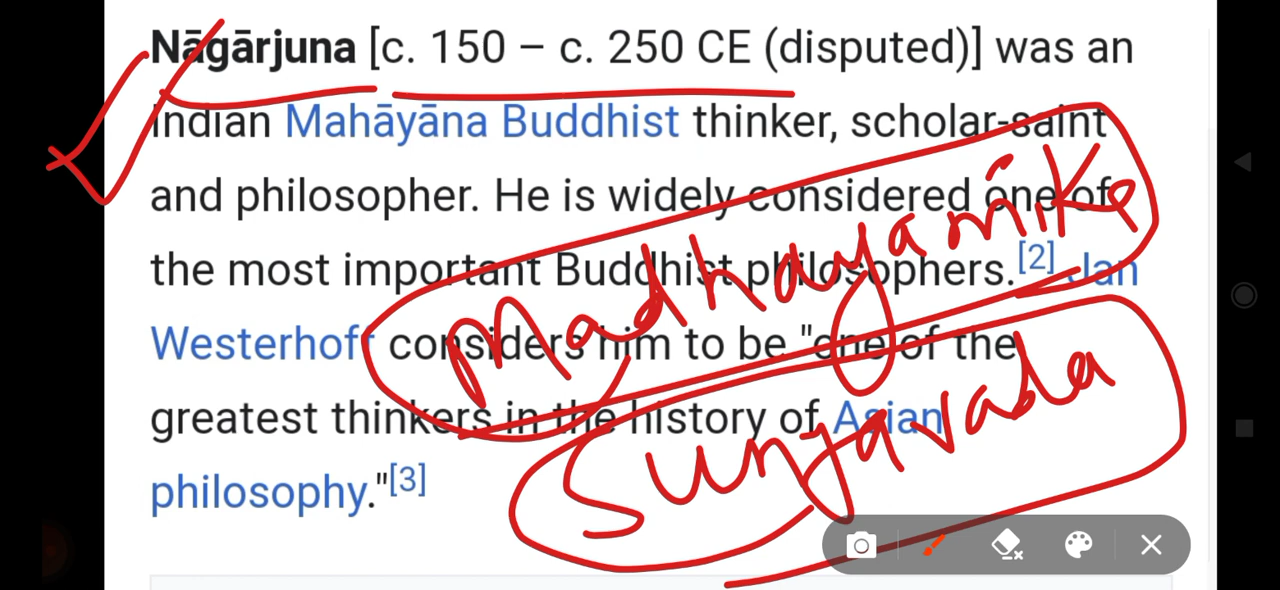 Nāgārjuna [c. 150 – c. 250 CE (disputed)] was an
Indian Mahāyāna Buddhist thinker, scholar-saint
and philosopher. He is widely considered one of
the most important Buddhist philosophers.[2] Jan
Westerhoff considers him to be "one of the
greatest thinkers in the history of Asian
philosophy."[3]
Madhayamika
Sunyavada